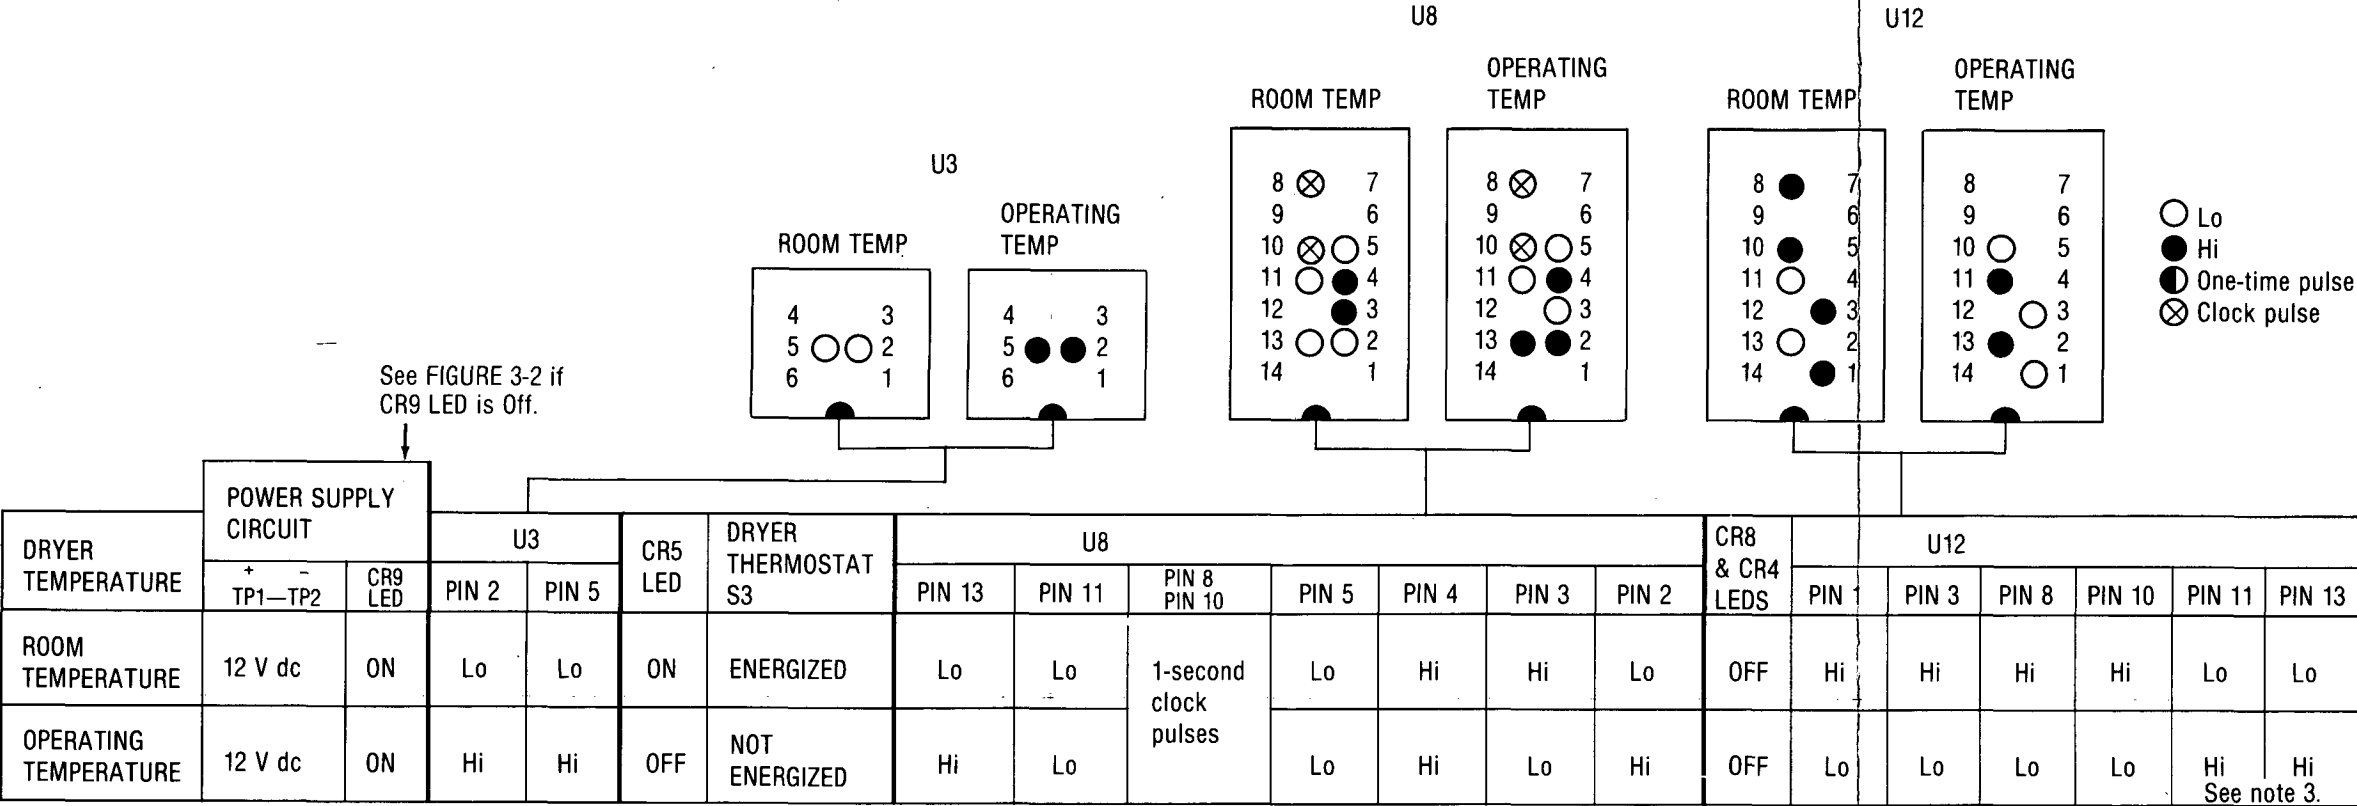 U8
U12
OPERATING
TEMP
OPERATING
TEMP
ROOM TEMP
ROOM TEMP
U3
OPERATING
TEMP
ROOM TEMP
8 7
9 6
10 5
11 4
12 3
13 2
14 1
8 7
9 6
10 5
11 4
12 3
13 2
14 1
8 7
9 6
10 5
11 4
12 3
13 2
14 1
8 7
9 6
10 5
11 4
12 3
13 2
14 1
Lo
Hi
One-time pulse
Clock pulse
4 3
5 2
6 1
4 3
5 2
6 1
See FIGURE 3-2 if
CR9 LED is Off.
DRYER
TEMPERATURE
POWER SUPPLY
CIRCUIT
+ –
TP1—TP2
CR9
LED
U3
PIN 2
PIN 5
CR5
LED
DRYER
THERMOSTAT
S3
U8
PIN 13
PIN 11
PIN 8
PIN 10
PIN 5
PIN 4
PIN 3
PIN 2
CR8
& CR4
LEDS
U12
PIN 1
PIN 3
PIN 8
PIN 10
PIN 11
PIN 13
ROOM
TEMPERATURE
12 V dc
ON
Lo
Lo
ON
ENERGIZED
Lo
Lo
1-second
clock
pulses
Lo
Hi
Hi
Lo
OFF
Hi
Hi
Hi
Hi
Lo
Lo
OPERATING
TEMPERATURE
12 V dc
ON
Hi
Hi
OFF
NOT
ENERGIZED
Hi
Lo
Lo
Hi
Lo
Hi
OFF
Lo
Lo
Lo
Lo
Hi
Hi
See note 3.